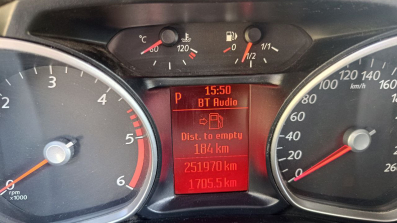 °C 120
0 1/2 1/1
2
3
4
5
6
rpm x1000
P 15:50
BT Audio
Dist. to empty
184 km
251970 km
1705.5 km
120 140 160
km/h
100
80
60
40
20